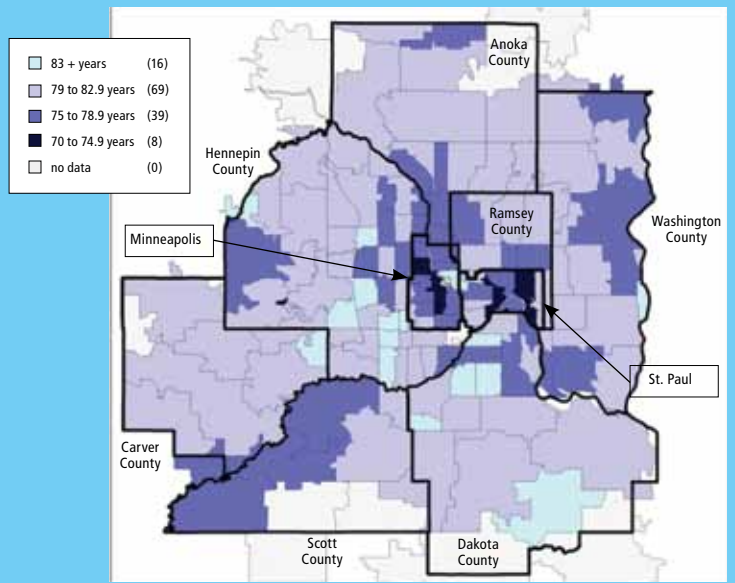 83 + years (16)
79 to 82.9 years (69)
75 to 78.9 years (39)
70 to 74.9 years (8)
no data (0)
Anoka
County
Hennepin
County
Ramsey
County
Washington
County
Minneapolis
St. Paul
Carver
County
Scott
County
Dakota
County